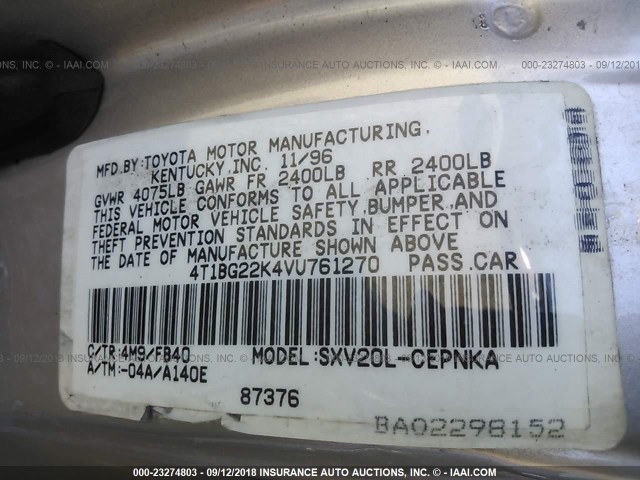 000-23274803 - 09/12/2018 INSURANCE AUTO AUCTIONS - WWW.IAAI.COM
MFD.BY:TOYOTA MOTOR MANUFACTURING,
KENTUCKY,INC. 11/96
GVWR 4075LB GAWR FR 2400LB RR 2400LB
THIS VEHICLE CONFORMS TO ALL APPLICABLE
FEDERAL MOTOR VEHICLE SAFETY,BUMPER,AND
THEFT PREVENTION STANDARDS IN EFFECT ON
THE DATE OF MANUFACTURE SHOWN ABOVE
4T1BG22K4VU761270 PASS.CAR
C/TR:4M9/FB40 MODEL:SXV20L-CEPNKA
A/TM:-04A/A140E
87376
BA02298152
000-23274803 - 09/12/2018 INSURANCE AUTO AUCTIONS - WWW.IAAI.COM